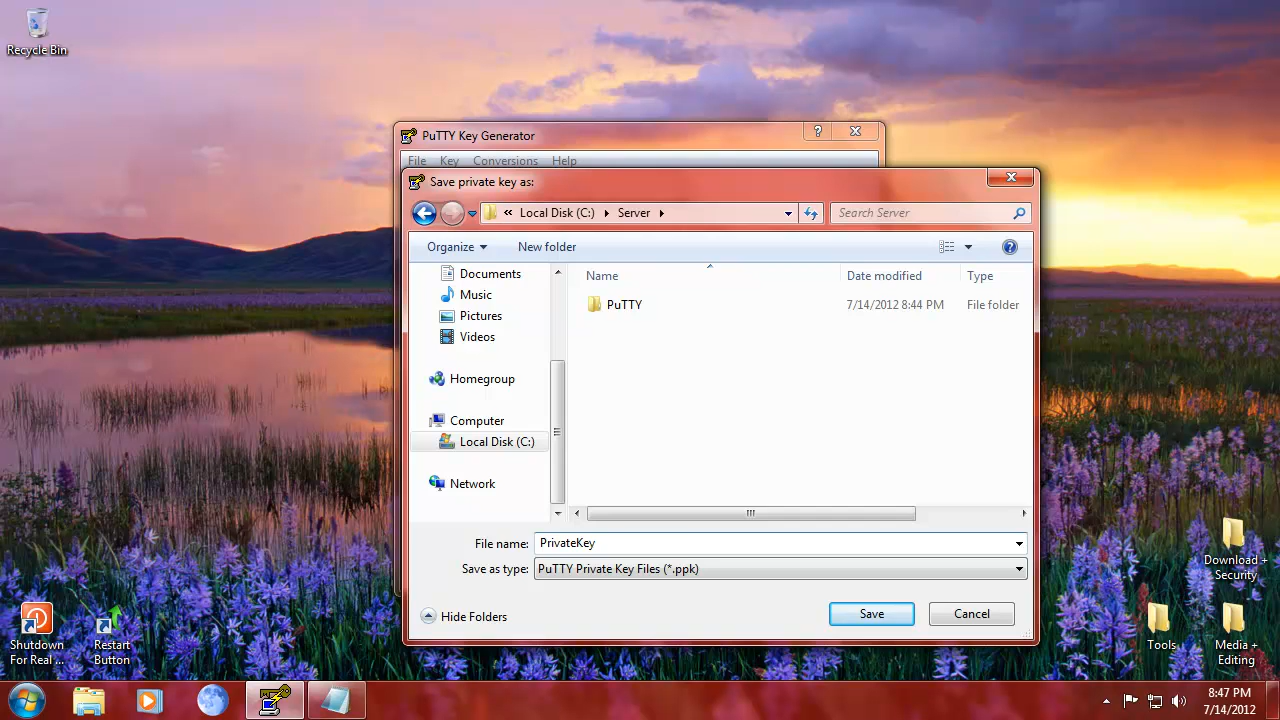 Recycle Bin
PuTTY Key Generator
?
File Key Conversions Help
Save private key as:
« Local Disk (C:) Server
Search Server
Organize
New folder
?
Name
Date modified
Type
Documents
Music
Pictures
Videos
PuTTY
7/14/2012 8:44 PM
File folder
Homegroup
Computer
Local Disk (C:)
Network
File name:
PrivateKey
Save as type:
PuTTY Private Key Files (*.ppk)
Hide Folders
Save
Cancel
Shutdown
For Real ...
Restart
Button
Download +
Security
Tools
Media +
Editing
8:47 PM
7/14/2012